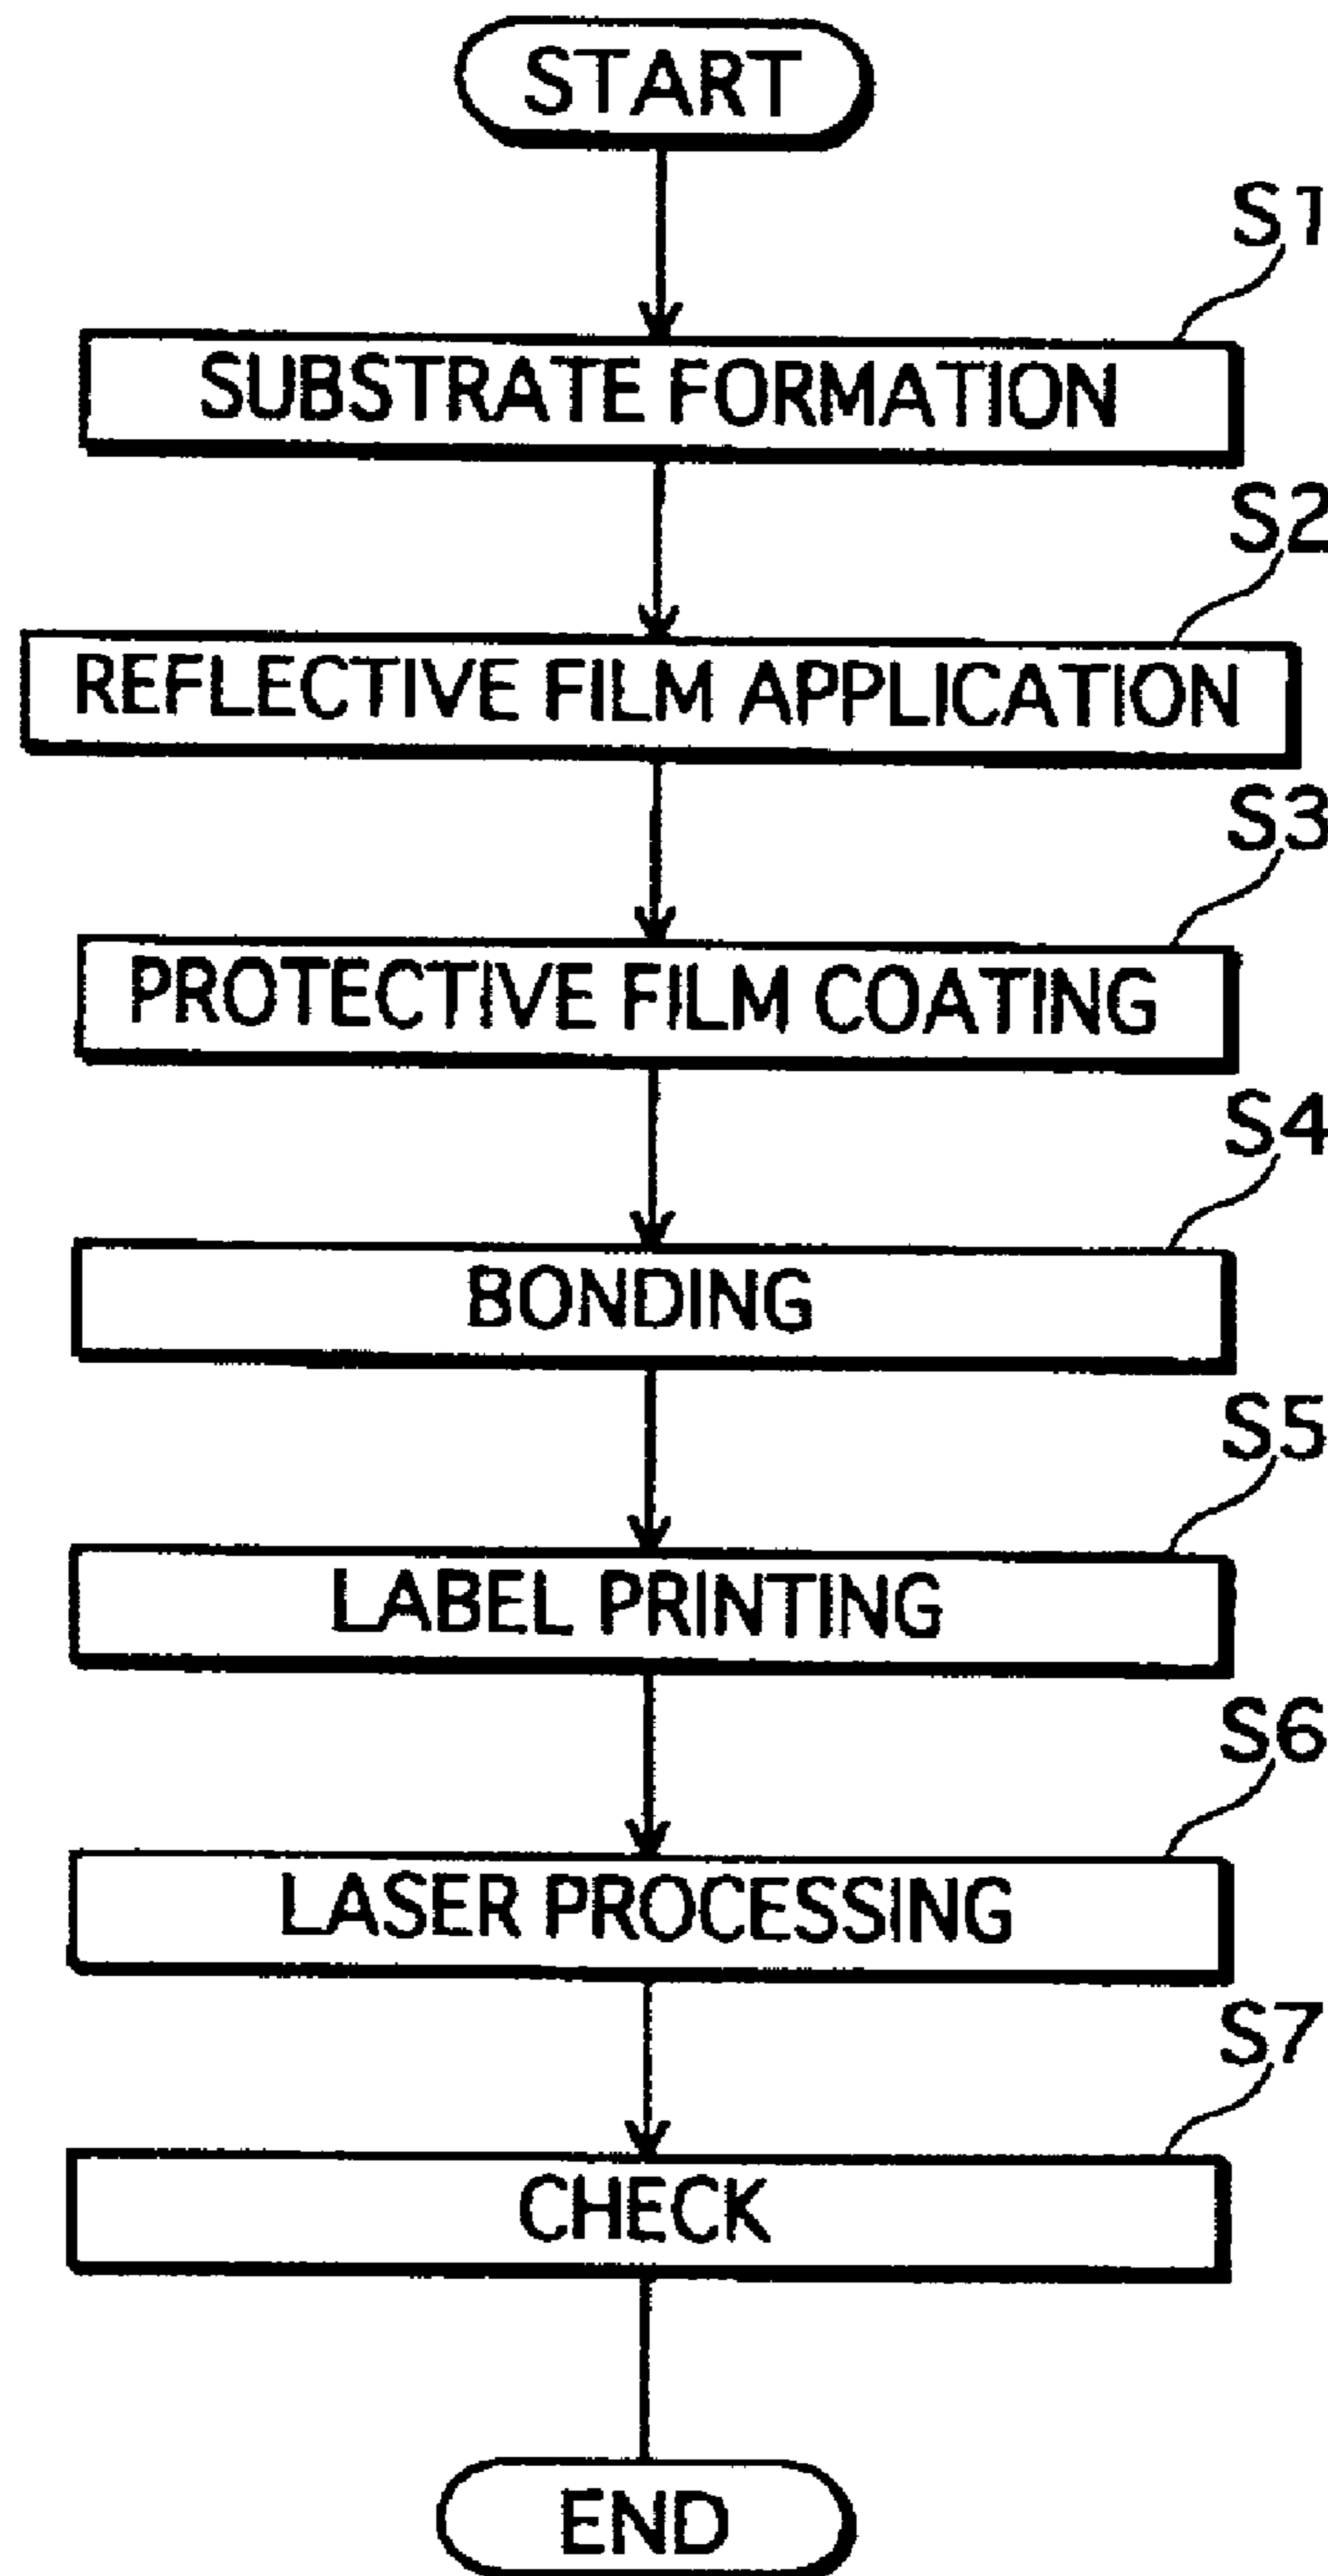 START
S1
SUBSTRATE FORMATION
S2
REFLECTIVE FILM APPLICATION
S3
PROTECTIVE FILM COATING
S4
BONDING
S5
LABEL PRINTING
S6
LASER PROCESSING
S7
CHECK
END